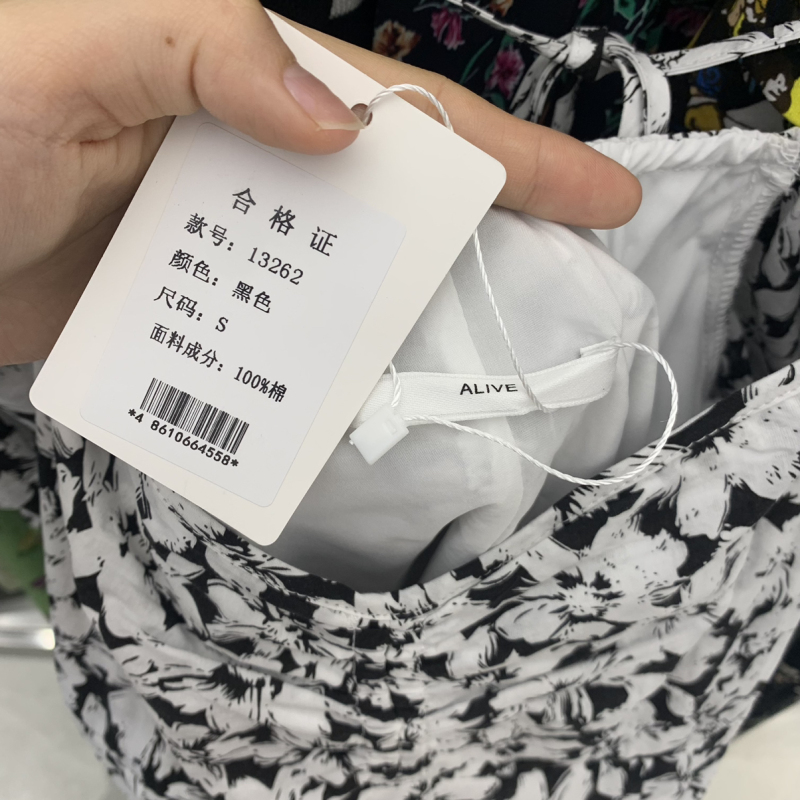 合格证
款号：13262
颜色：黑色
尺码：S
面料成分：100%棉
*4 8610664558*
ALIVE